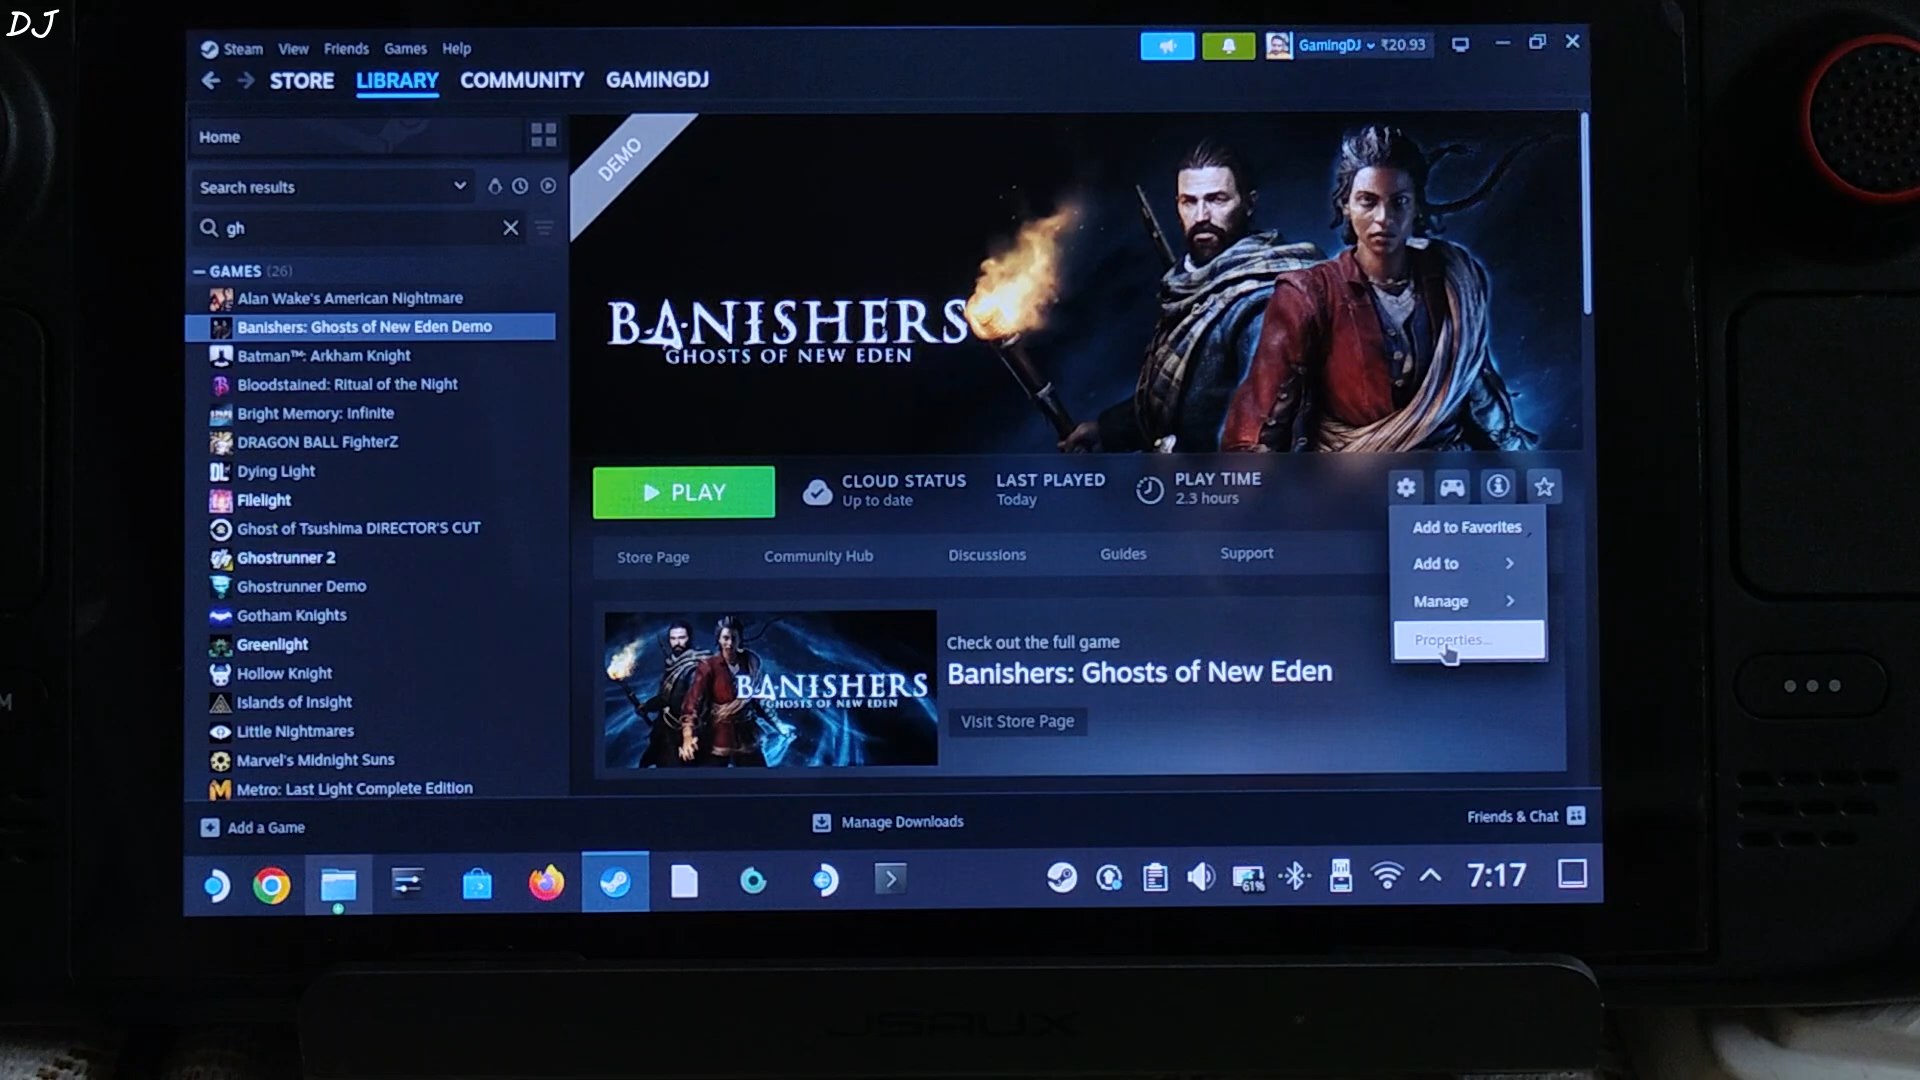 DJ
Steam View Friends Games Help
GamingDJ ₹20.93
STORE LIBRARY COMMUNITY GAMINGDJ
Home
Search results
gh
GAMES (26)
Alan Wake's American Nightmare
Banishers: Ghosts of New Eden Demo
Batman™: Arkham Knight
Bloodstained: Ritual of the Night
Bright Memory: Infinite
DRAGON BALL FighterZ
Dying Light
Filelight
Ghost of Tsushima DIRECTOR'S CUT
Ghostrunner 2
Ghostrunner Demo
Gotham Knights
Greenlight
Hollow Knight
Islands of Insight
Little Nightmares
Marvel's Midnight Suns
Metro: Last Light Complete Edition
DEMO
BANISHERS
GHOSTS OF NEW EDEN
PLAY
CLOUD STATUS
Up to date
LAST PLAYED
Today
PLAY TIME
2.3 hours
Store Page Community Hub Discussions Guides Support
Add to Favorites
Add to
Manage
Properties...
BANISHERS
GHOSTS OF NEW EDEN
Check out the full game
Banishers: Ghosts of New Eden
Visit Store Page
Add a Game
Manage Downloads
Friends & Chat
61%
7:17
JSAUX